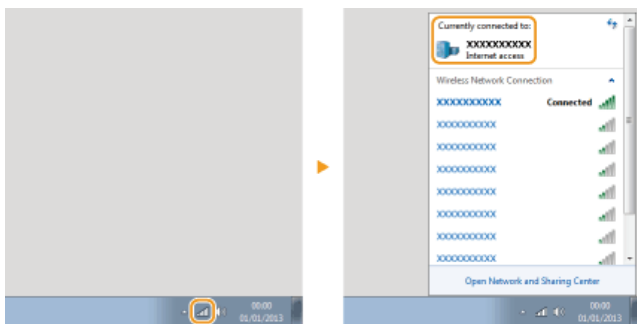 00:00
01/01/2013
Currently connected to:
XXXXXXXXXX
Internet access
Wireless Network Connection
XXXXXXXXXX Connected
XXXXXXXXXX
XXXXXXXXXX
XXXXXXXXXX
XXXXXXXXXX
XXXXXXXXXX
XXXXXXXXXX
XXXXXXXXXX
Open Network and Sharing Center
00:00
01/01/2013